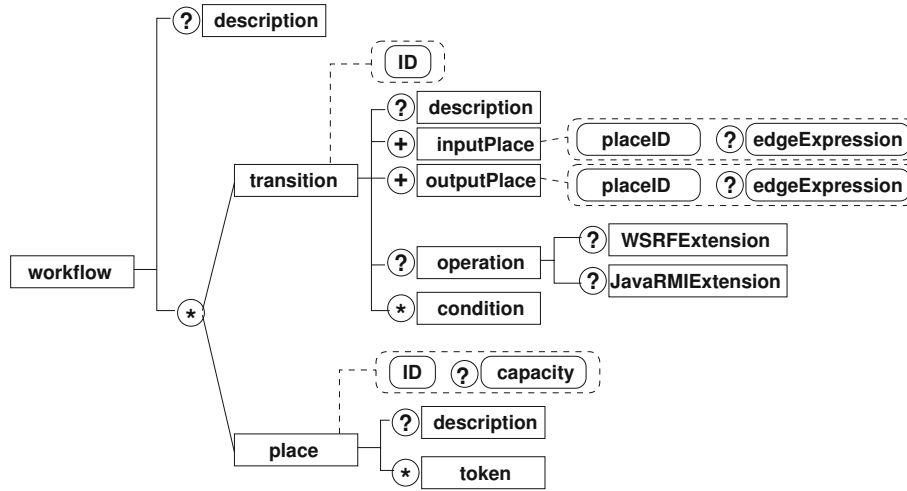 ? description
ID
? description
+ inputPlace
placeID ? edgeExpression
transition
+ outputPlace
placeID ? edgeExpression
? WSRFExtension
workflow
? operation
? JavaRMIExtension
*
* condition
ID ? capacity
? description
place
* token